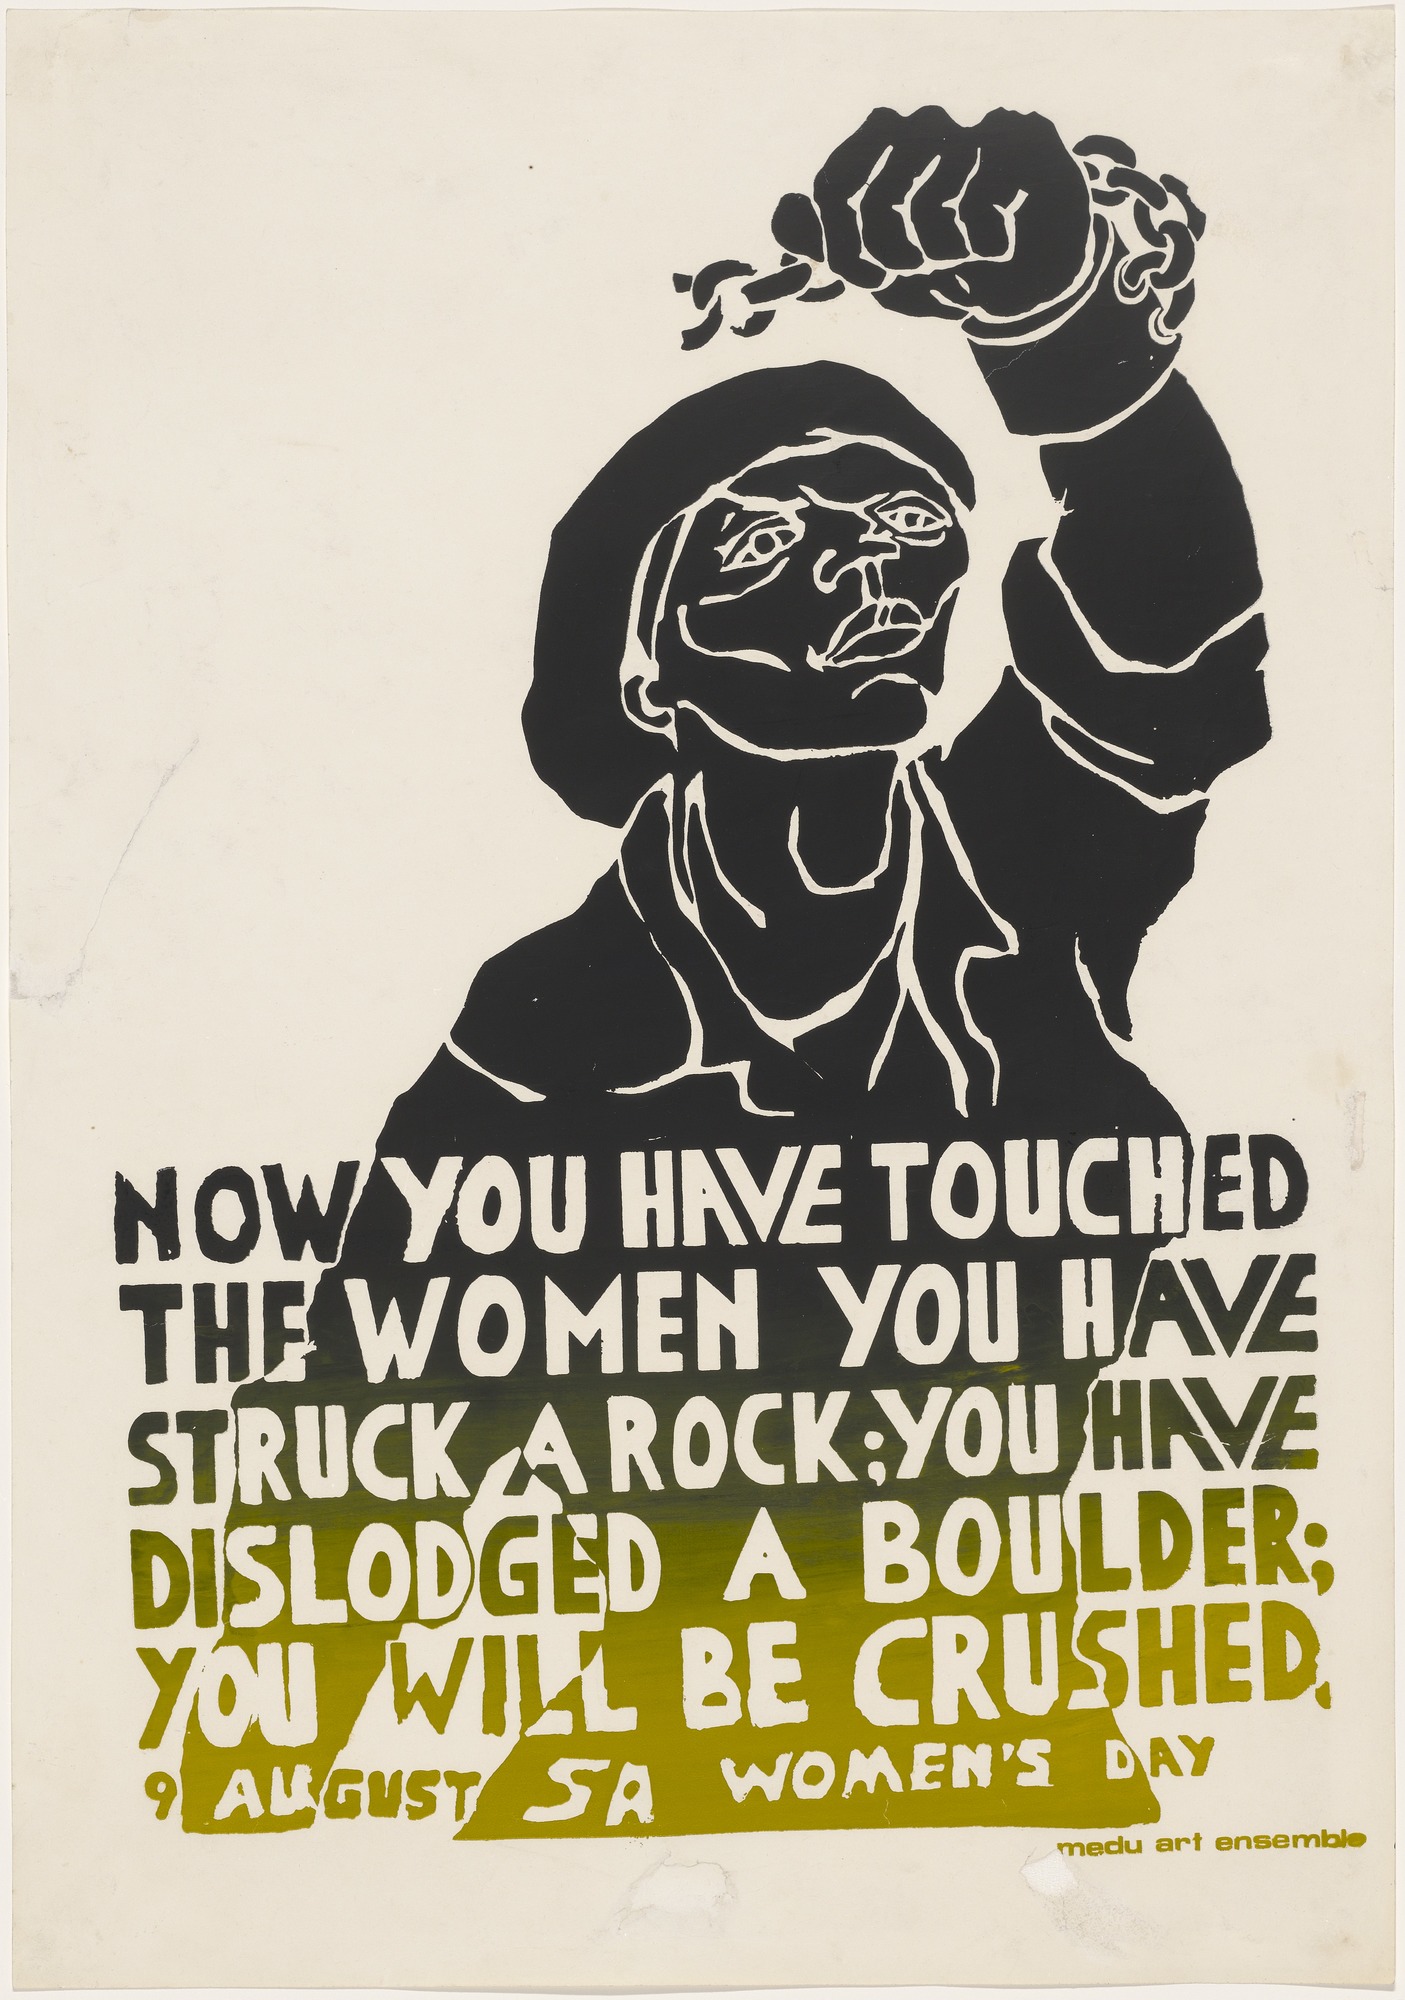 NOW YOU HAVE TOUCHED
THE WOMEN YOU HAVE
STRUCK A ROCK; YOU HAVE
DISLODGED A BOULDER;
YOU WILL BE CRUSHED.
9 AUGUST SA WOMEN'S DAY
medu art ensemble